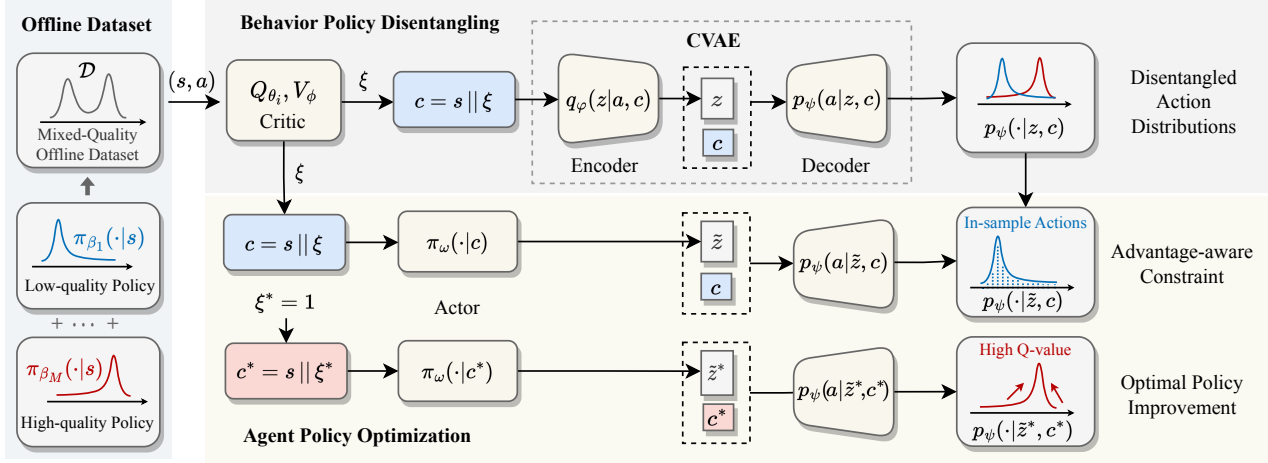 Offline Dataset
𝒟
Mixed-Quality
Offline Dataset
π_{β_1}(·|s)
Low-quality Policy
+ ··· +
π_{β_M}(·|s)
High-quality Policy
(s, a)
Behavior Policy Disentangling
Q_{θ_i}, V_ϕ
Critic
ξ
c = s || ξ
CVAE
q_φ(z|a, c)
Encoder
z
c
p_ψ(a|z, c)
Decoder
p_ψ(·|z, c)
Disentangled
Action
Distributions
ξ
c = s || ξ
π_ω(·|c)
z̃
c
p_ψ(a|z̃, c)
In-sample Actions
p_ψ(·|z̃, c)
Advantage-aware
Constraint
ξ* = 1
Actor
c* = s || ξ*
π_ω(·|c*)
z̃*
c*
p_ψ(a|z̃*,c*)
High Q-value
p_ψ(·|z̃*, c*)
Optimal Policy
Improvement
Agent Policy Optimization